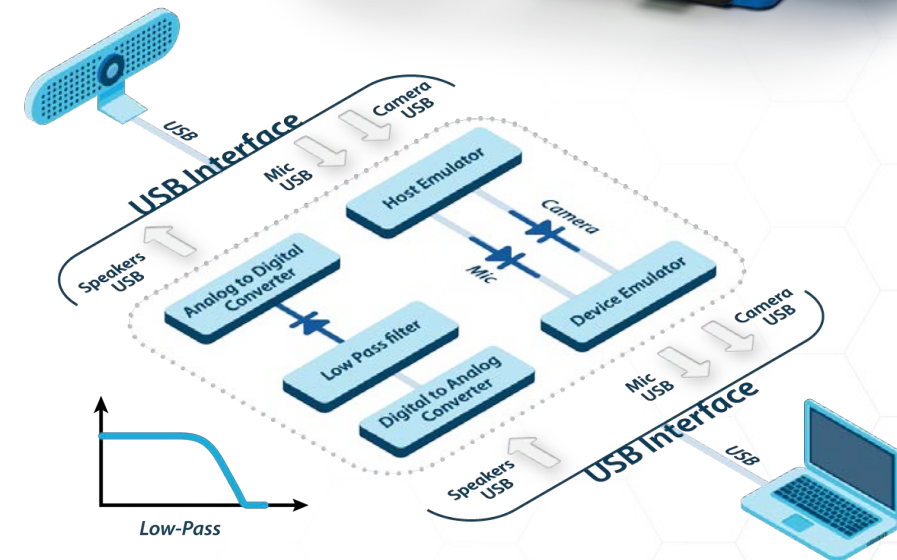 USB
USB Interface
Camera
USB
Mic
USB
Speakers
USB
Host Emulator
Camera
Mic
Device Emulator
Analog to Digital
Converter
Low Pass filter
Digital to Analog
Converter
Camera
USB
Mic
USB
Speakers
USB
USB Interface
USB
Low-Pass